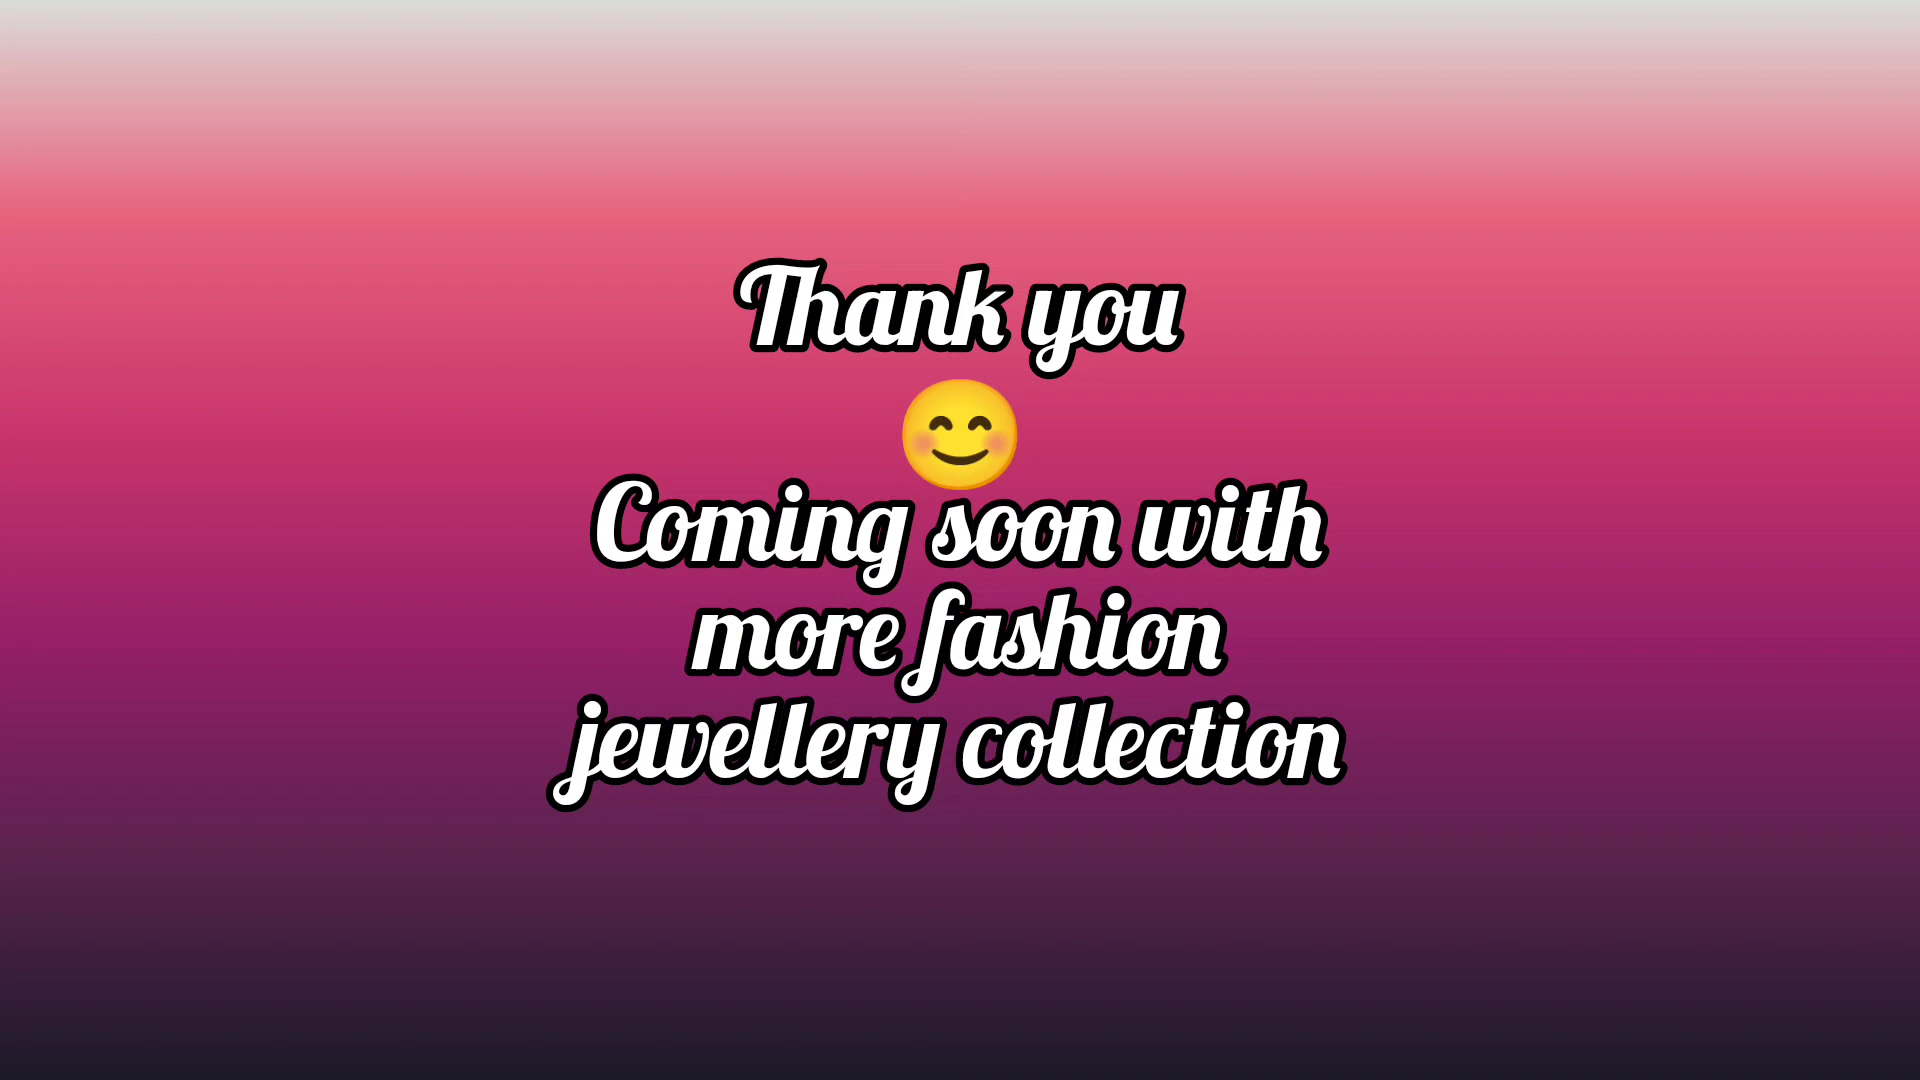 Thank you
😊
Coming soon with
more fashion
jewellery collection